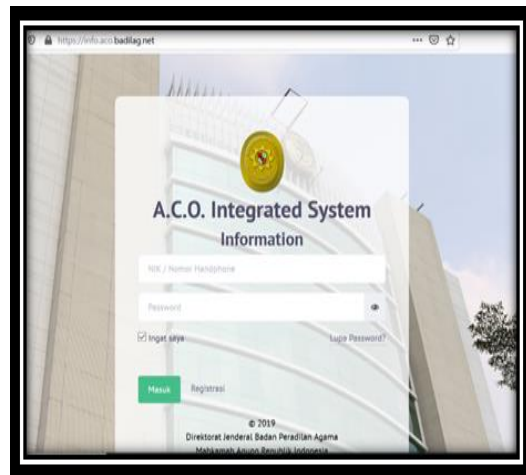 https://info.aco.badilag.net
A.C.O. Integrated System
Information
NIK / Nomor Handphone
Password
Ingat saya
Lupa Password?
Masuk
Registrasi
© 2019
Direktorat Jenderal Badan Peradilan Agama
Mahkamah Agung Republik Indonesia